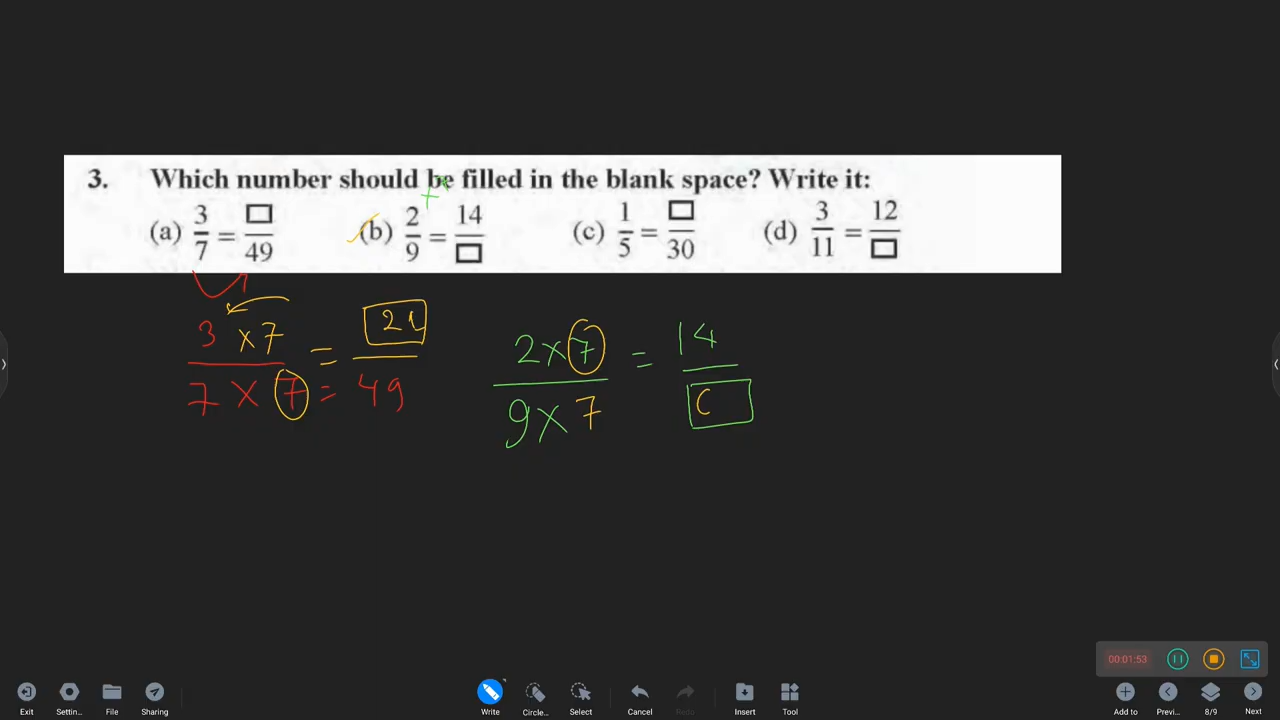 3. Which number should be filled in the blank space? Write it:
(a) 3/7 = □/49 (b) 2/9 = 14/□ (c) 1/5 = □/30 (d) 3/11 = 12/□
3 ×7 = 21
7 × 7 = 49
2×7 = 14
9× 7
00:01:53
Exit Settin... File Sharing Write Circle... Select Cancel Redo Insert Tool Add to Previ... 8/9 Next